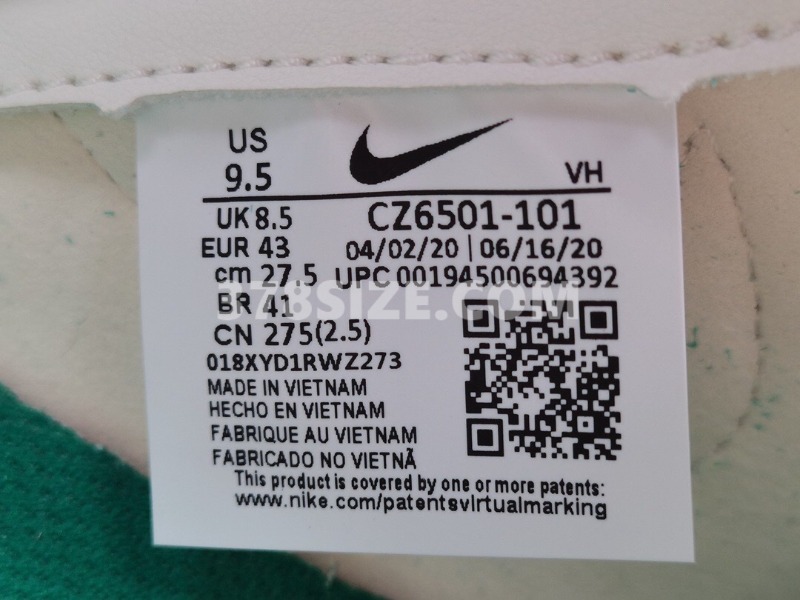 US
9.5 VH
UK 8.5 CZ6501-101
EUR 43 04/02/20 | 06/16/20
cm 27.5 UPC 00194500694392
378SIZE.COM
BR 41
CN 275(2.5)
018XYD1RWZ273
MADE IN VIETNAM
HECHO EN VIETNAM
FABRIQUE AU VIETNAM
FABRICADO NO VIETNÃ
This product is covered by one or more patents:
www.nike.com/patentsvirtualmarking